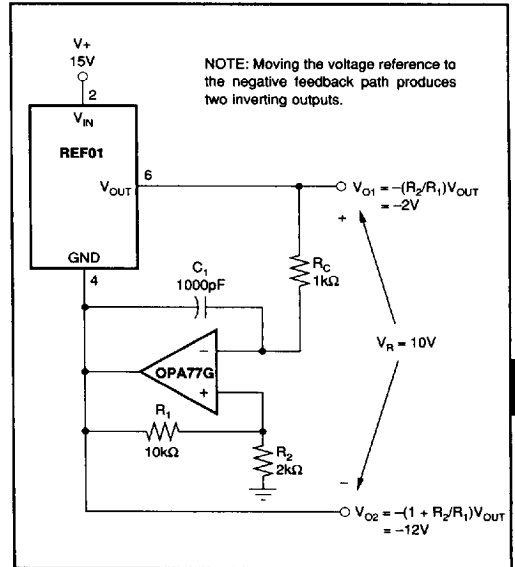 V+
15V
NOTE: Moving the voltage reference to
the negative feedback path produces
two inverting outputs.
2
VIN
REF01
6
VOUT
VO1 = –(R2/R1)VOUT
= –2V
+
GND
4
C1
1000pF
RC
1kΩ
VR = 10V
–
OPA77G
+
R1
10kΩ
R2
2kΩ
–
VO2 = –(1 + R2/R1)VOUT
= –12V